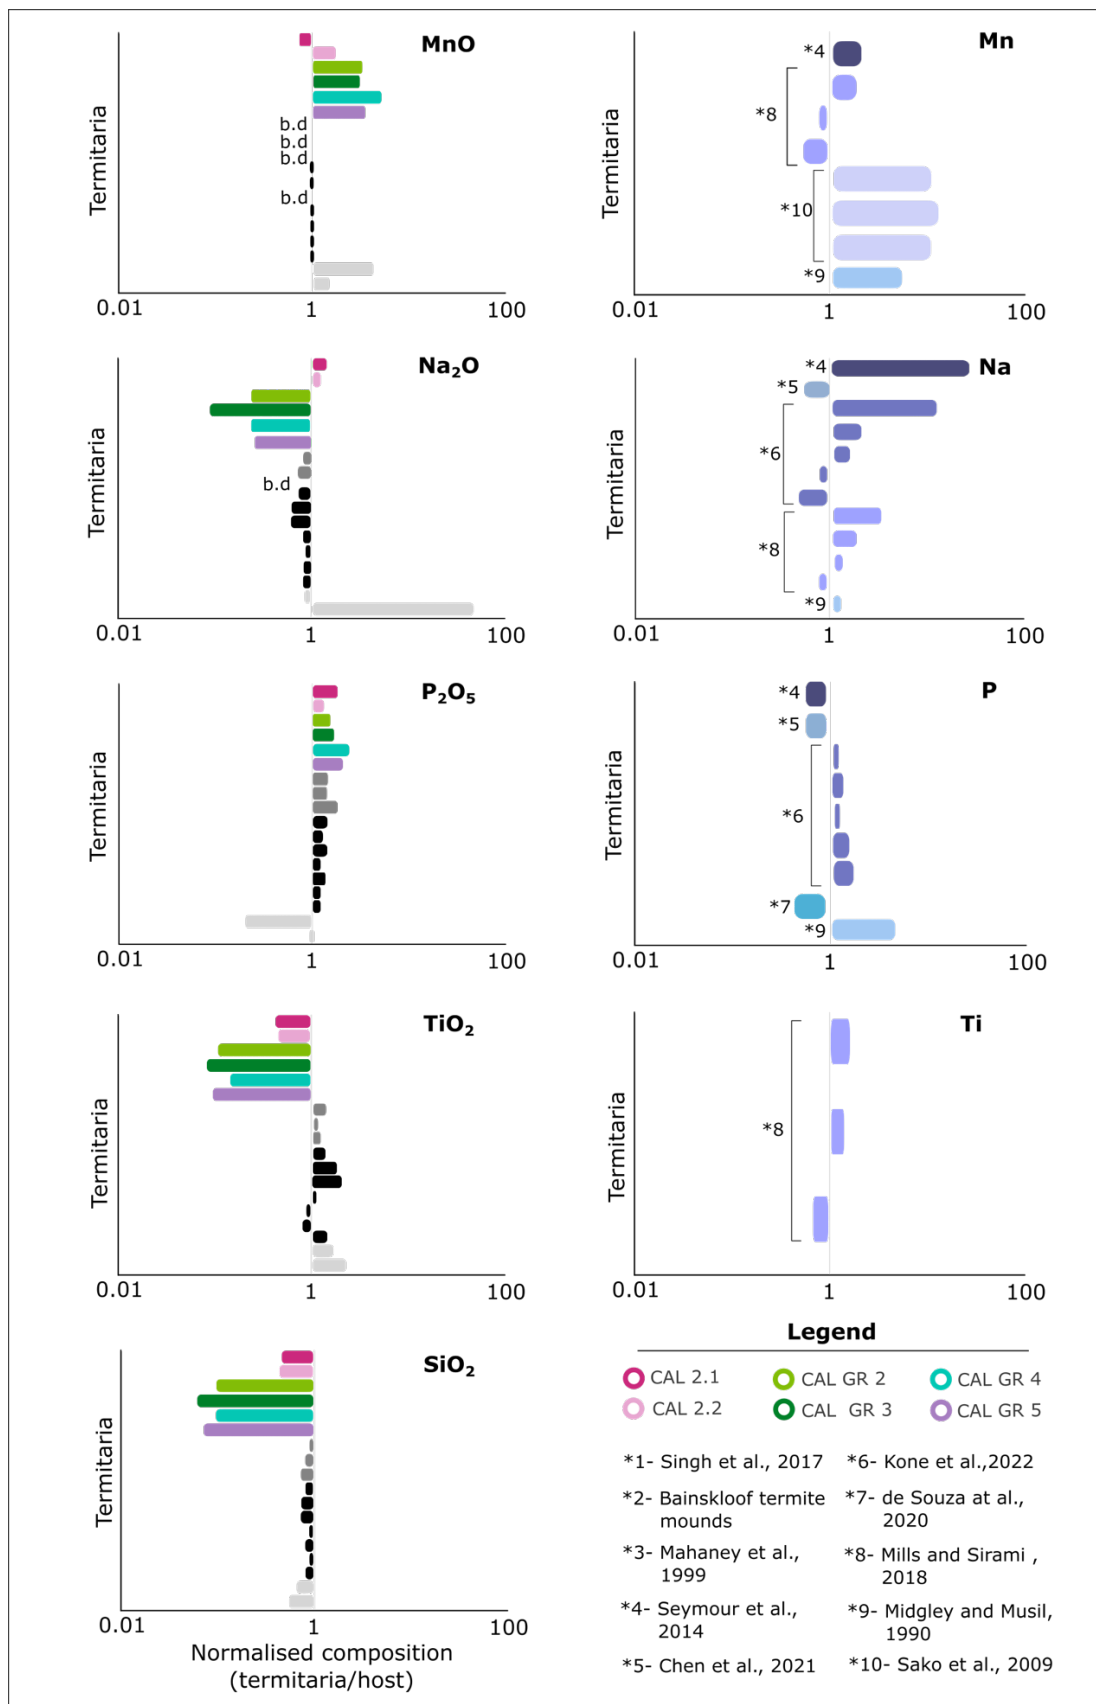 MnO
Termitaria
b.d
b.d
b.d
b.d
0.01
1
100
Mn
Termitaria
*4
*8
*10
*9
0.01
1
100
Na₂O
Termitaria
b.d
0.01
1
100
Na
Termitaria
*4
*5
*6
*8
*9
0.01
1
100
P₂O₅
Termitaria
0.01
1
100
P
Termitaria
*4
*5
*6
*7
*9
0.01
1
100
TiO₂
Termitaria
0.01
1
100
Ti
Termitaria
*8
0.01
1
100
SiO₂
Termitaria
0.01
1
100
Normalised composition
(termitaria/host)
Legend
CAL 2.1
CAL GR 2
CAL GR 4
CAL 2.2
CAL GR 3
CAL GR 5
*1- Singh et al., 2017
*2- Bainskloof termite
mounds
*3- Mahaney et al.,
1999
*4- Seymour et al.,
2014
*5- Chen et al., 2021
*6- Kone et al.,2022
*7- de Souza at al.,
2020
*8- Mills and Sirami ,
2018
*9- Midgley and Musil,
1990
*10- Sako et al., 2009